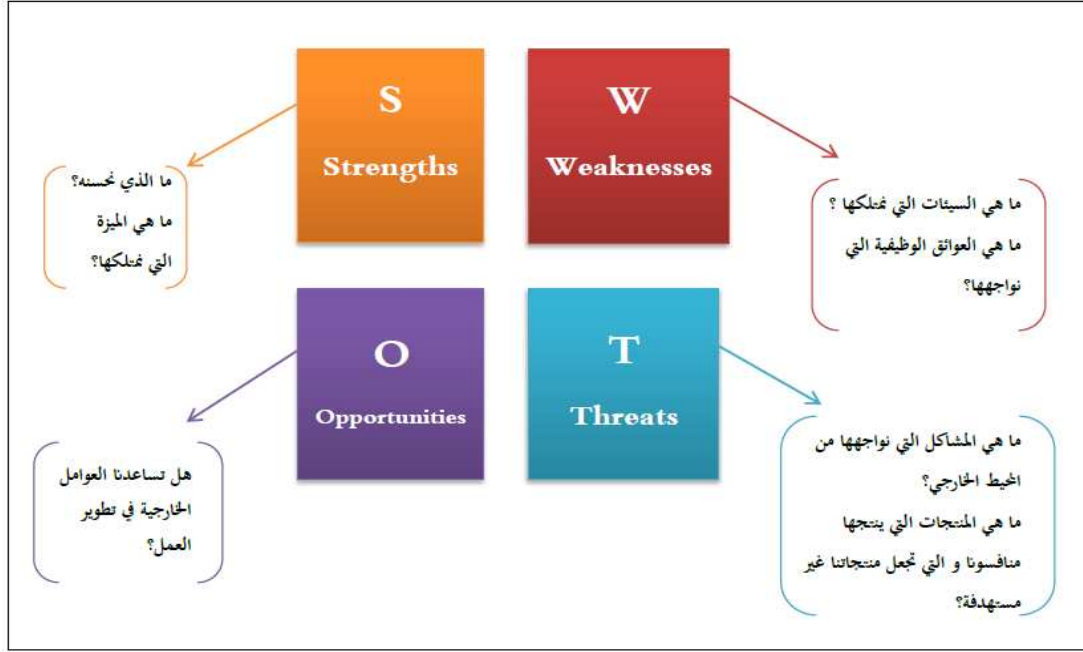 S
Strengths
W
Weaknesses
ما الذي نحسنه؟
ما هي الميزة
التي نمتلكها؟
ما هي السيئات التي نمتلكها ؟
ما هي العوائق الوظيفية التي
نواجهها؟
O
Opportunities
T
Threats
هل تساعدنا العوامل
الخارجية في تطوير
العمل؟
ما هي المشاكل التي نواجهها من
المحيط الخارجي؟
ما هي المنتجات التي ينتجها
منافسونا و التي تجعل منتجاتنا غير
مستهدفة؟